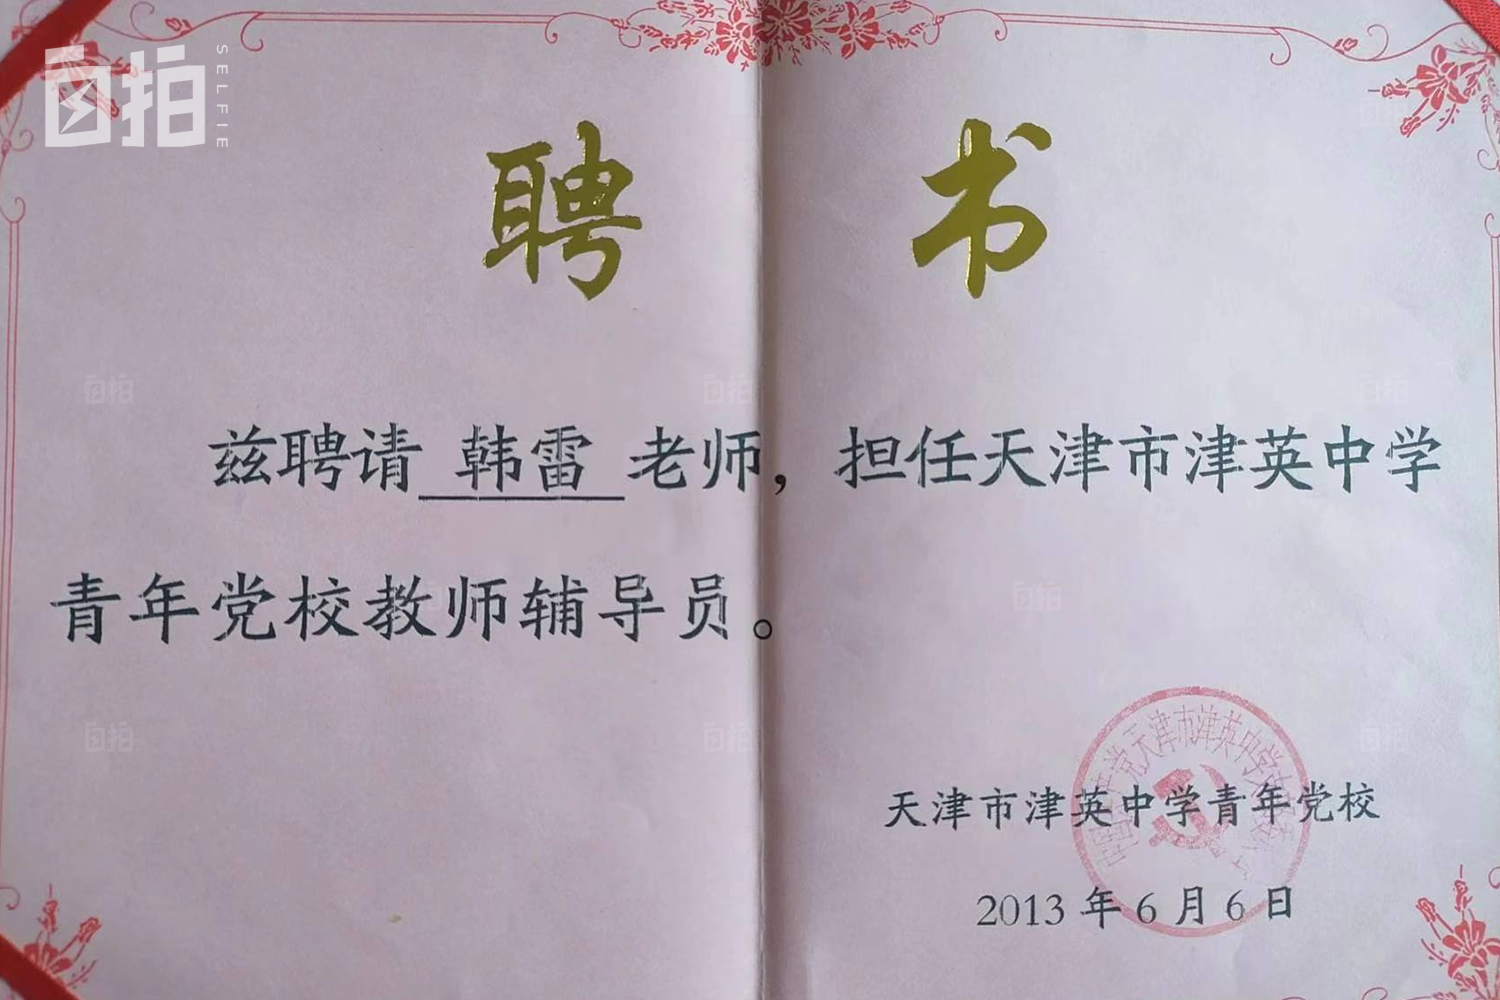 自拍
SELFIE
聘书
兹聘请 韩雷 老师，担任天津市津英中学
青年党校教师辅导员。
天津市津英中学青年党校
2013年6月6日